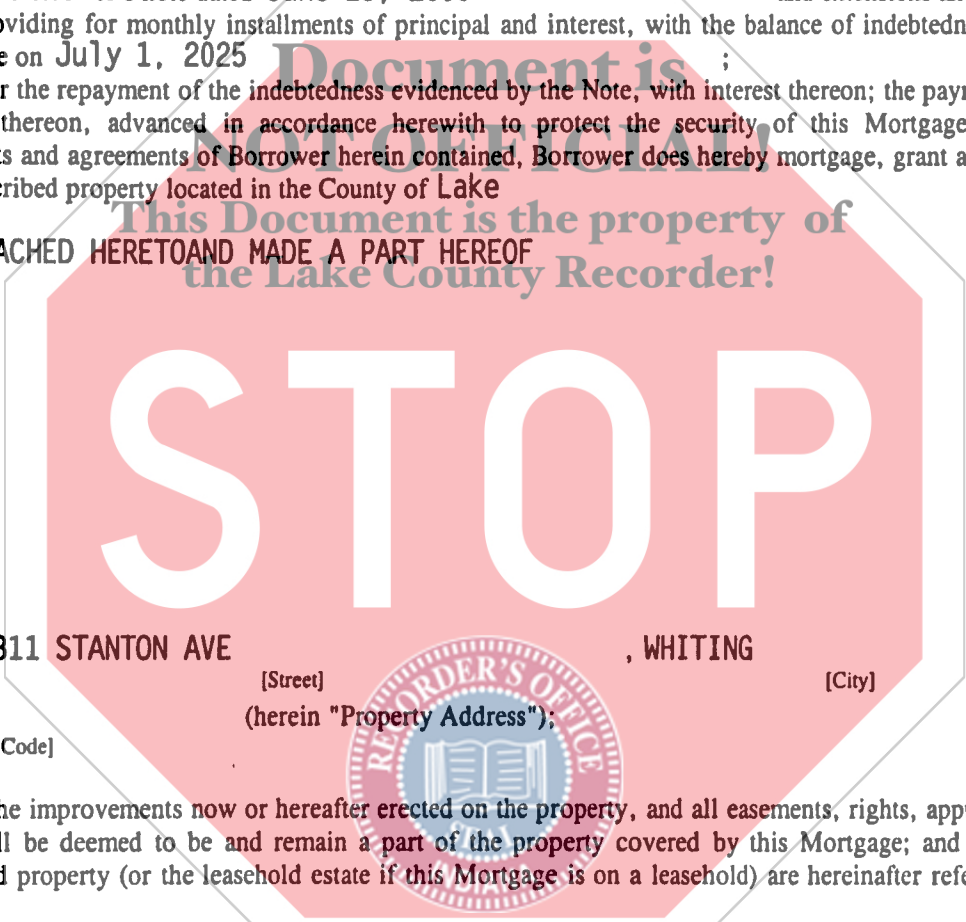 oviding for monthly installments of principal and interest, with the balance of indebtedn
e on July 1, 2025 ;
Document is
r the repayment of the indebtedness evidenced by the Note, with interest thereon; the payr
thereon, advanced in accordance herewith to protect the security of this Mortgage
NOT OFFICIAL!
s and agreements of Borrower herein contained, Borrower does hereby mortgage, grant a
cribed property located in the County of Lake
This Document is the property of
ACHED HERETOAND MADE A PART HEREOF
the Lake County Recorder!
STOP
311 STANTON AVE , WHITING
[Street] [City]
RECORDER'S OFFICE
(herein "Property Address");
Code]
he improvements now or hereafter erected on the property, and all easements, rights, app
ll be deemed to be and remain a part of the property covered by this Mortgage; and
d property (or the leasehold estate if this Mortgage is on a leasehold) are hereinafter refe